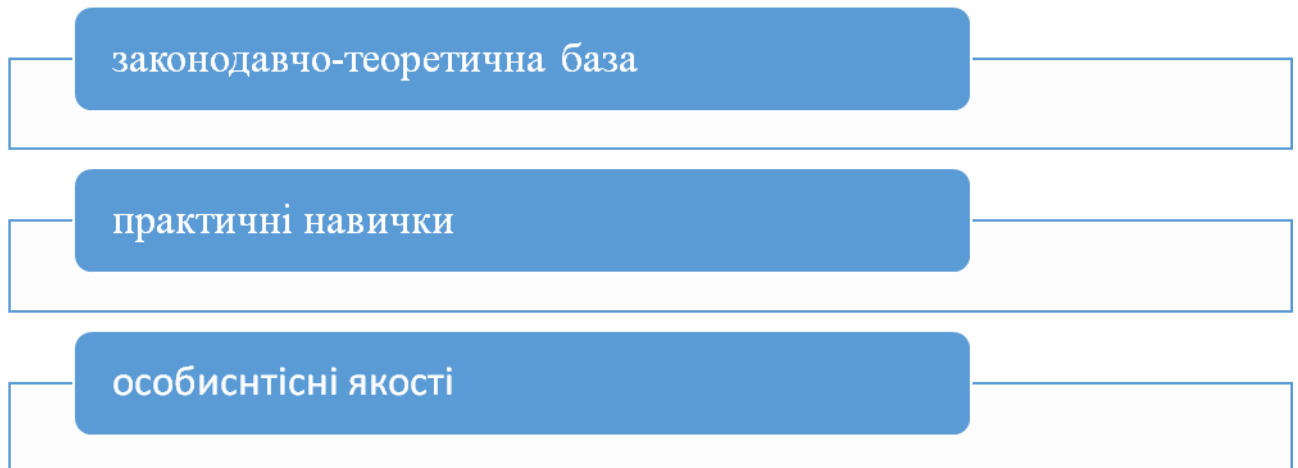 законодавчо-теоретична база
практичні навички
особиснтісні якості